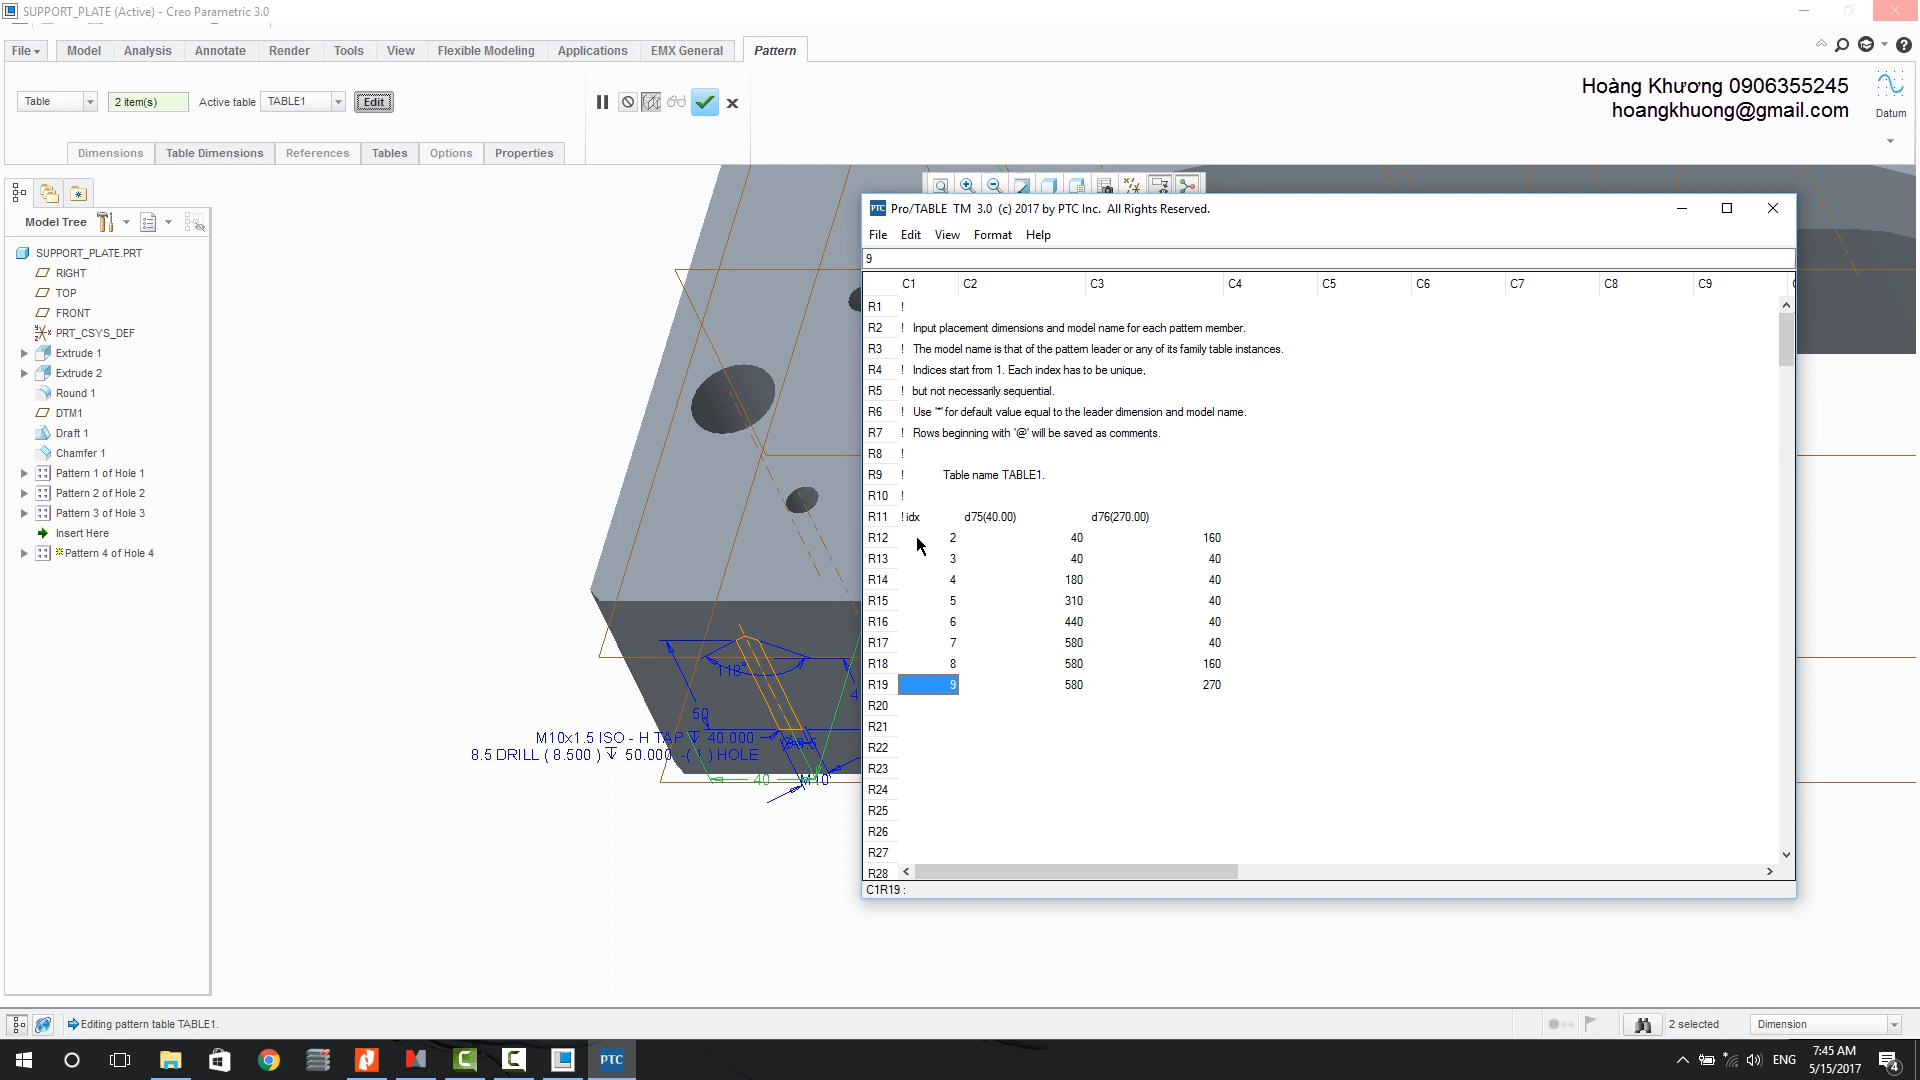 SUPPORT_PLATE (Active) - Creo Parametric 3.0
File Model Analysis Annotate Render Tools View Flexible Modeling Applications EMX General Pattern
Table 2 item(s) Active table TABLE1 Edit
Hoàng Khương 0906355245
hoangkhuong@gmail.com
Datum
Dimensions Table Dimensions References Tables Options Properties
Model Tree
SUPPORT_PLATE.PRT
RIGHT
TOP
FRONT
PRT_CSYS_DEF
Extrude 1
Extrude 2
Round 1
DTM1
Draft 1
Chamfer 1
Pattern 1 of Hole 1
Pattern 2 of Hole 2
Pattern 3 of Hole 3
Insert Here
Pattern 4 of Hole 4
50
M10x1.5 ISO - H TAP ↧ 40.000
8.5 DRILL ( 8.500 ) ↧ 50.000 -( 1 ) HOLE
40
M10
PTC Pro/TABLE TM 3.0 (c) 2017 by PTC Inc. All Rights Reserved.
File Edit View Format Help
9
C1 C2 C3 C4 C5 C6 C7 C8 C9
R1 !
R2 ! Input placement dimensions and model name for each pattern member.
R3 ! The model name is that of the pattern leader or any of its family table instances.
R4 ! Indices start from 1. Each index has to be unique,
R5 ! but not necessarily sequential.
R6 ! Use '*' for default value equal to the leader dimension and model name.
R7 ! Rows beginning with '@' will be saved as comments.
R8 !
R9 ! Table name TABLE1.
R10 !
R11 ! idx d75(40.00) d76(270.00)
R12 2 40 160
R13 3 40 40
R14 4 180 40
R15 5 310 40
R16 6 440 40
R17 7 580 40
R18 8 580 160
R19 9 580 270
R20
R21
R22
R23
R24
R25
R26
R27
R28
C1R19 :
Editing pattern table TABLE1.
2 selected Dimension
PTC
ENG
7:45 AM
5/15/2017
4